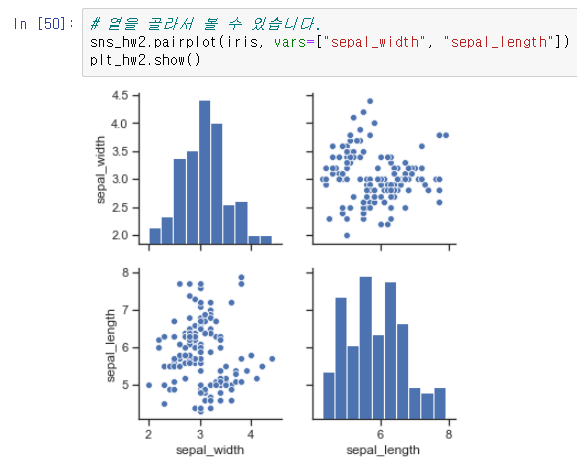 In [50]:
# 열을 골라서 볼 수 있습니다.
sns_hw2.pairplot(iris, vars=["sepal_width", "sepal_length"])
plt_hw2.show()
4.5
4.0
3.5
3.0
2.5
2.0
sepal_width
8
7
6
5
sepal_length
2 3 4
sepal_width
6 8
sepal_length